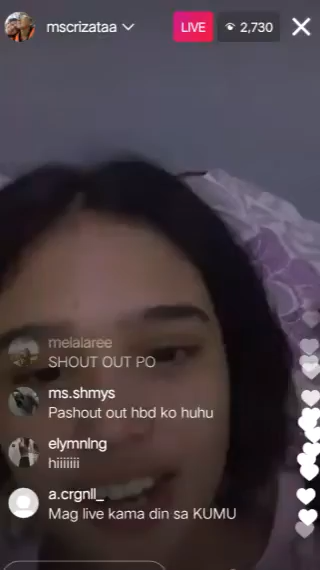 mscrizataa
LIVE
2,730
melalaree
SHOUT OUT PO
ms.shmys
Pashout out hbd ko huhu
elymnlng
hiiiiiii
a.crgnll_
Mag live kama din sa KUMU